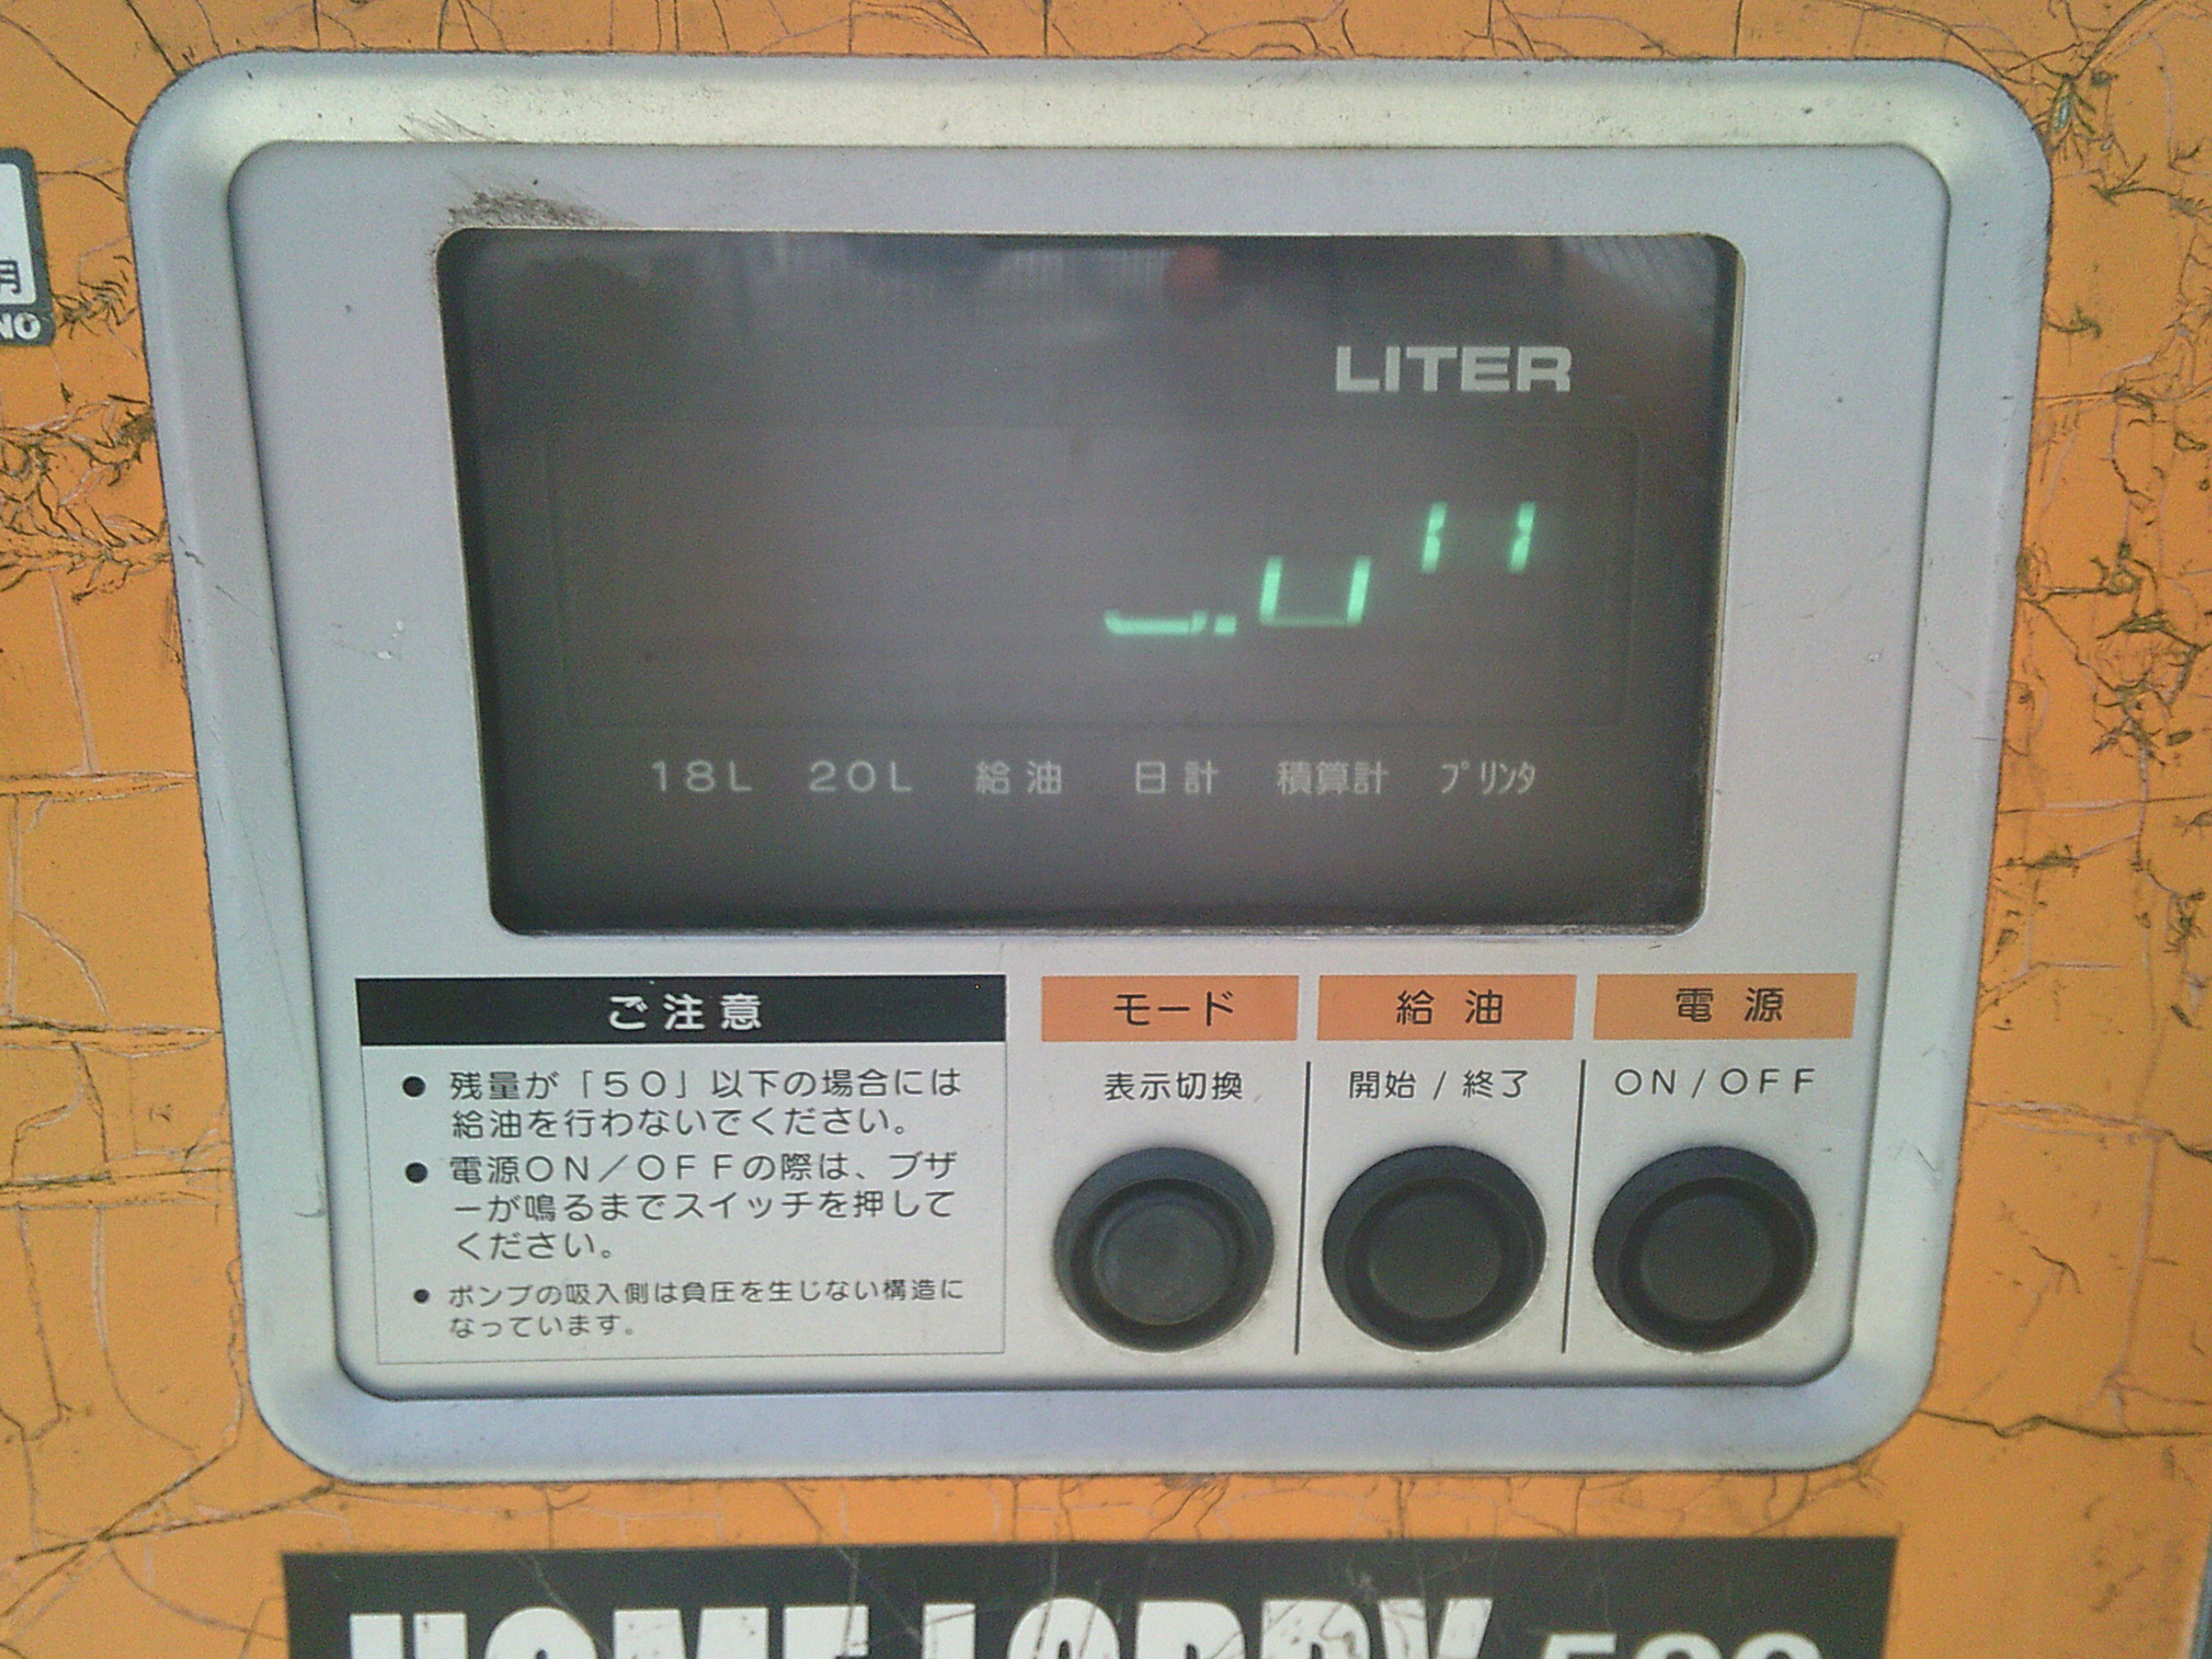 月
NO
LITER
18L 20L 給油 日計 積算計 プリンタ
ご注意
● 残量が「50」以下の場合には
給油を行わないでください。
● 電源ON/OFFの際は、ブザ
ーが鳴るまでスイッチを押して
ください。
● ポンプの吸入側は負圧を生じない構造に
なっています。
モード 給油 電源
表示切換 開始/終了 ON/OFF
HOME LORRY